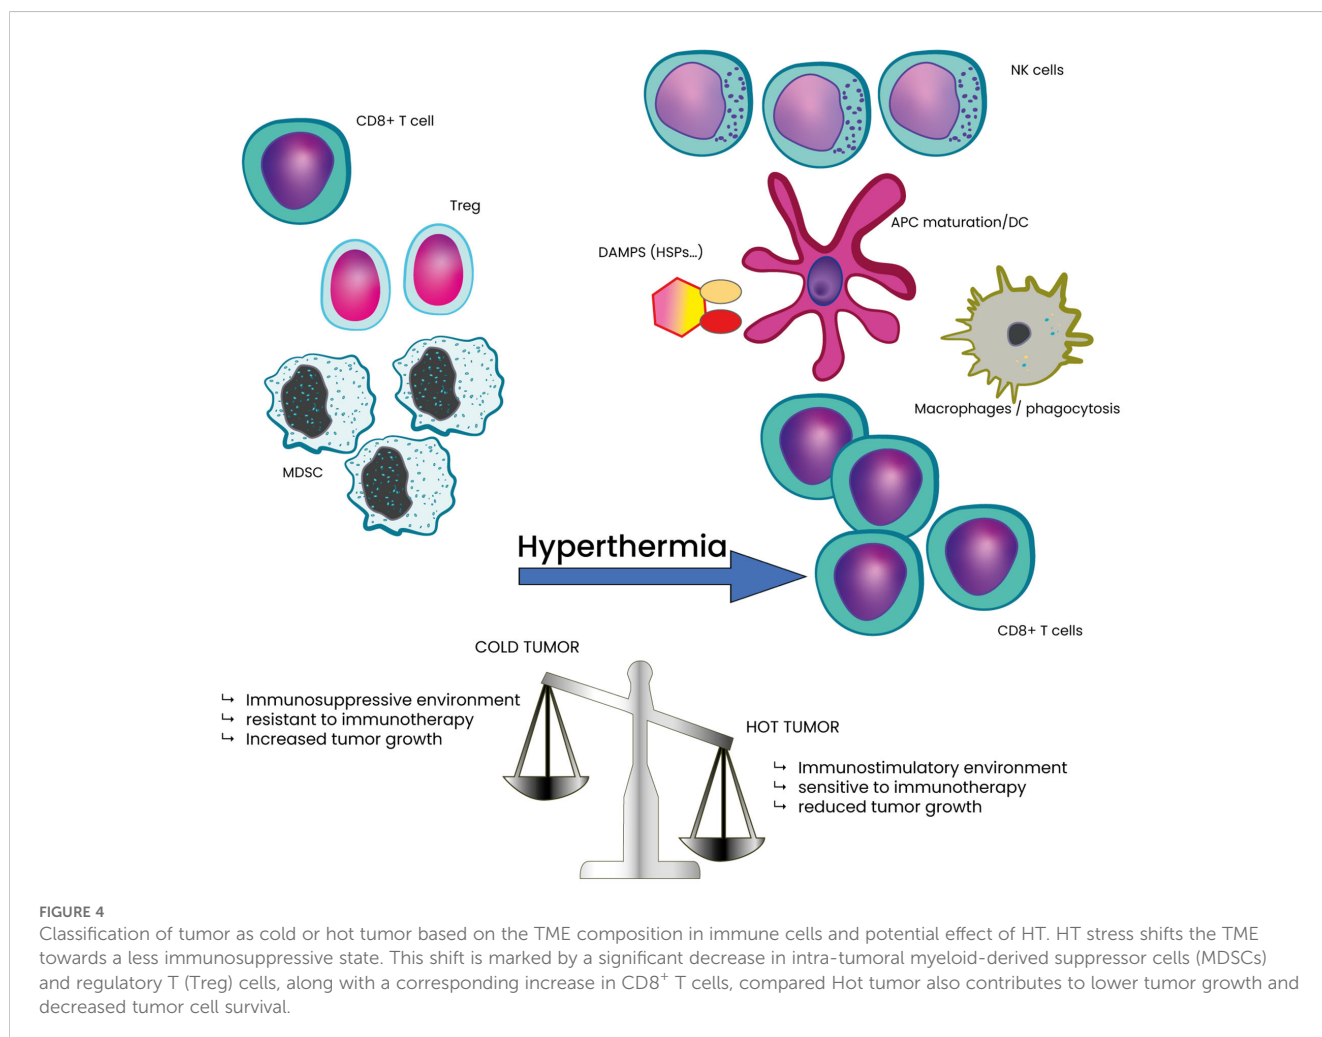 NK cells
CD8+ T cell
Treg
APC maturation/DC
DAMPS (HSPs...)
Macrophages / phagocytosis
MDSC
Hyperthermia
CD8+ T cells
COLD TUMOR
↳ Immunosuppressive environment
↳ resistant to immunotherapy
↳ Increased tumor growth
HOT TUMOR
↳ Immunostimulatory environment
↳ sensitive to immunotherapy
↳ reduced tumor growth
FIGURE 4
Classification of tumor as cold or hot tumor based on the TME composition in immune cells and potential effect of HT. HT stress shifts the TME
towards a less immunosuppressive state. This shift is marked by a significant decrease in intra-tumoral myeloid-derived suppressor cells (MDSCs)
and regulatory T (Treg) cells, along with a corresponding increase in CD8⁺ T cells, compared Hot tumor also contributes to lower tumor growth and
decreased tumor cell survival.